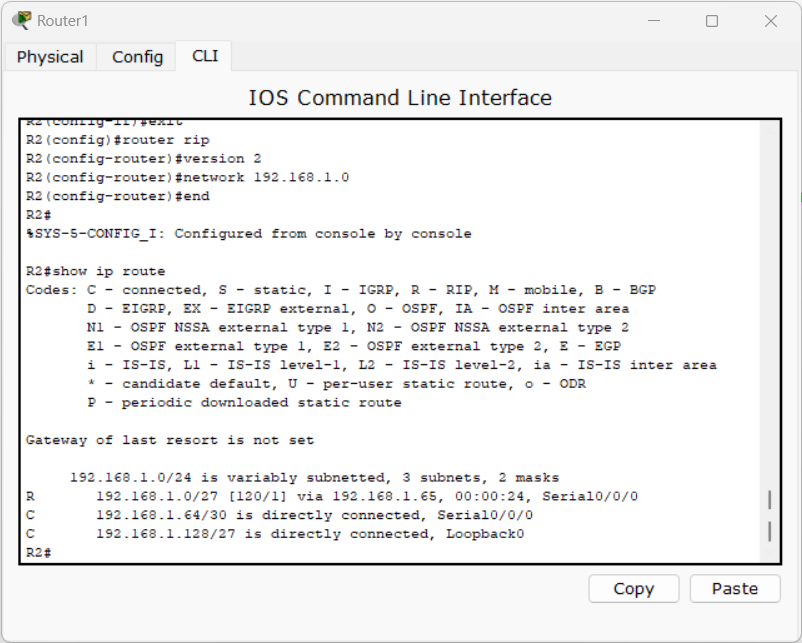 Router1
Physical Config CLI
IOS Command Line Interface
R2(config-if)#exit
R2(config)#router rip
R2(config-router)#version 2
R2(config-router)#network 192.168.1.0
R2(config-router)#end
R2#
%SYS-5-CONFIG_I: Configured from console by console
R2#show ip route
Codes: C - connected, S - static, I - IGRP, R - RIP, M - mobile, B - BGP
D - EIGRP, EX - EIGRP external, O - OSPF, IA - OSPF inter area
N1 - OSPF NSSA external type 1, N2 - OSPF NSSA external type 2
E1 - OSPF external type 1, E2 - OSPF external type 2, E - EGP
i - IS-IS, L1 - IS-IS level-1, L2 - IS-IS level-2, ia - IS-IS inter area
* - candidate default, U - per-user static route, o - ODR
P - periodic downloaded static route
Gateway of last resort is not set
192.168.1.0/24 is variably subnetted, 3 subnets, 2 masks
R 192.168.1.0/27 [120/1] via 192.168.1.65, 00:00:24, Serial0/0/0
C 192.168.1.64/30 is directly connected, Serial0/0/0
C 192.168.1.128/27 is directly connected, Loopback0
R2#
Copy Paste